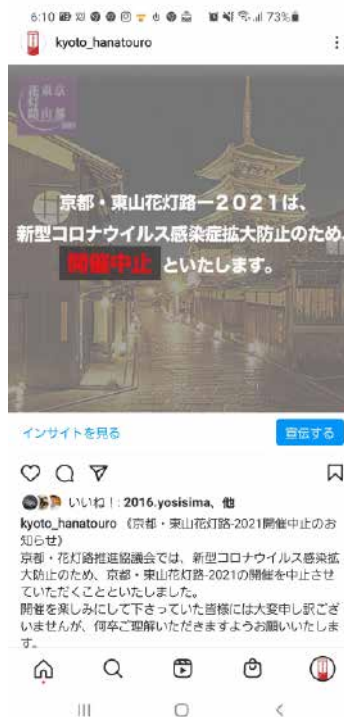 6:10
73%
kyoto_hanatouro
京都・東山花灯路ー2021は、
新型コロナウイルス感染症拡大防止のため、
開催中止 といたします。
インサイトを見る
宣伝する
いいね!:2016.yosisima、他
kyoto_hanatouro 《京都・東山花灯路-2021開催中止のお
知らせ》
京都・花灯路推進協議会では、新型コロナウイルス感染拡
大防止のため、京都・東山花灯路-2021の開催を中止させ
ていただくことといたしました。
開催を楽しみにして下さっていた皆様には大変申し訳ござ
いませんが、何卒ご理解いただきますようお願いいたしま
す。